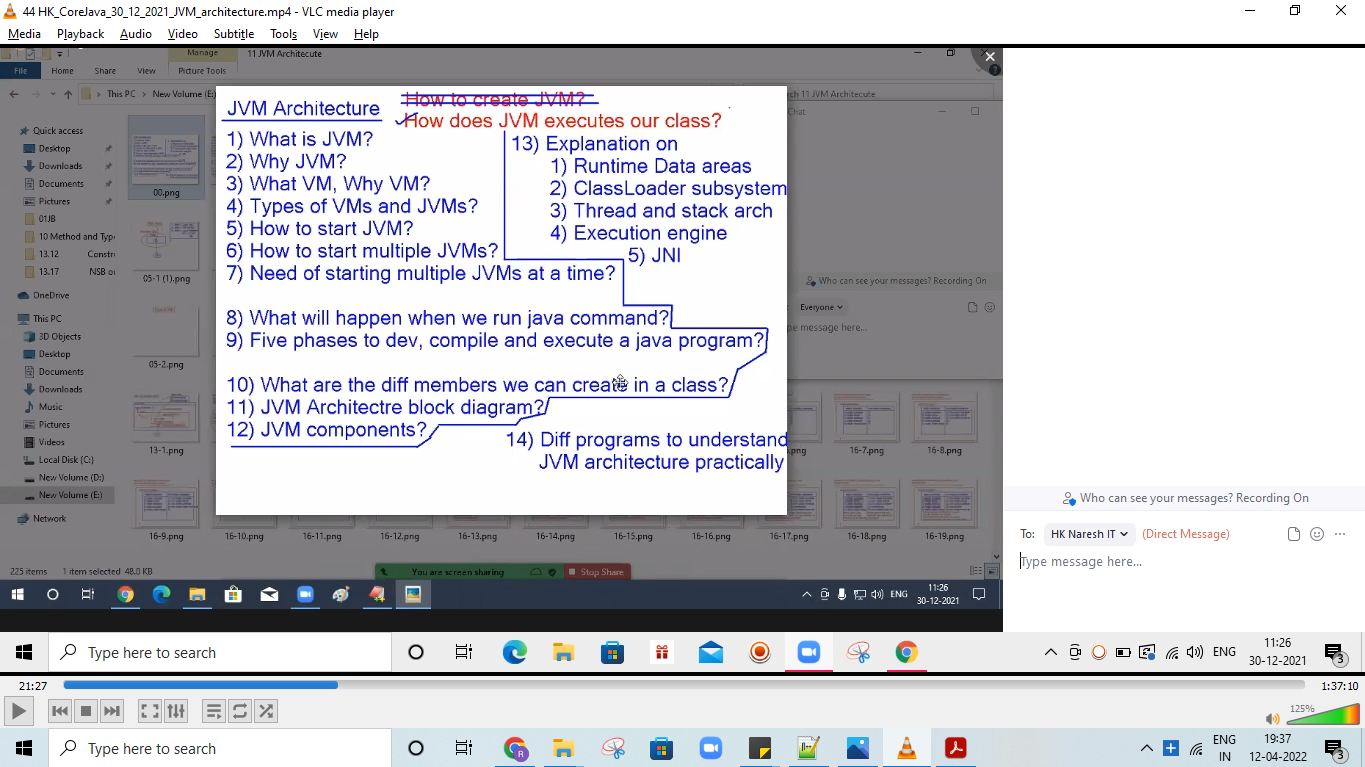 44 HK_CoreJava_30_12_2021_JVM_architecture.mp4 - VLC media player
Media Playback Audio Video Subtitle Tools View Help
Manage 11 JVM Architecute
File Home Share View Picture Tools
This PC New Volume (E:) 11 JVM Architecute
Quick access
Desktop
Downloads
Documents
Pictures
01JB
10 Method and Typ
13.12 Constr
13.17 NSB
OneDrive
This PC
3D Objects
Desktop
Documents
Downloads
Music
Pictures
Videos
Local Disk (C:)
New Volume (D:)
New Volume (E:)
Network
00.png
05-1 (1).png
05-2.png
13-1.png
16-9.png
JVM Architecture
How to create JVM?
How does JVM executes our class?
1) What is JVM?
2) Why JVM?
3) What VM, Why VM?
4) Types of VMs and JVMs?
5) How to start JVM?
6) How to start multiple JVMs?
7) Need of starting multiple JVMs at a time?
8) What will happen when we run java command?
9) Five phases to dev, compile and execute a java program?
10) What are the diff members we can create in a class?
11) JVM Architectre block diagram?
12) JVM components?
13) Explanation on
1) Runtime Data areas
2) ClassLoader subsystem
3) Thread and stack arch
4) Execution engine
5) JNI
14) Diff programs to understand
JVM architecture practically
Chat
Who can see your messages? Recording On
Everyone
pe message here...
16-7.png 16-8.png
16-10.png 16-11.png 16-12.png 16-13.png 16-14.png 16-15.png 16-16.png 16-17.png 16-18.png 16-19.png
225 items 1 item selected 48.0 KB
You are screen sharing Stop Share
ENG 11:26
30-12-2021
Who can see your messages? Recording On
To: HK Naresh IT (Direct Message)
Type message here...
Type here to search
ENG 11:26
30-12-2021
3
21:27 1:37:10
125%
Type here to search
ENG 19:37
IN 12-04-2022
3